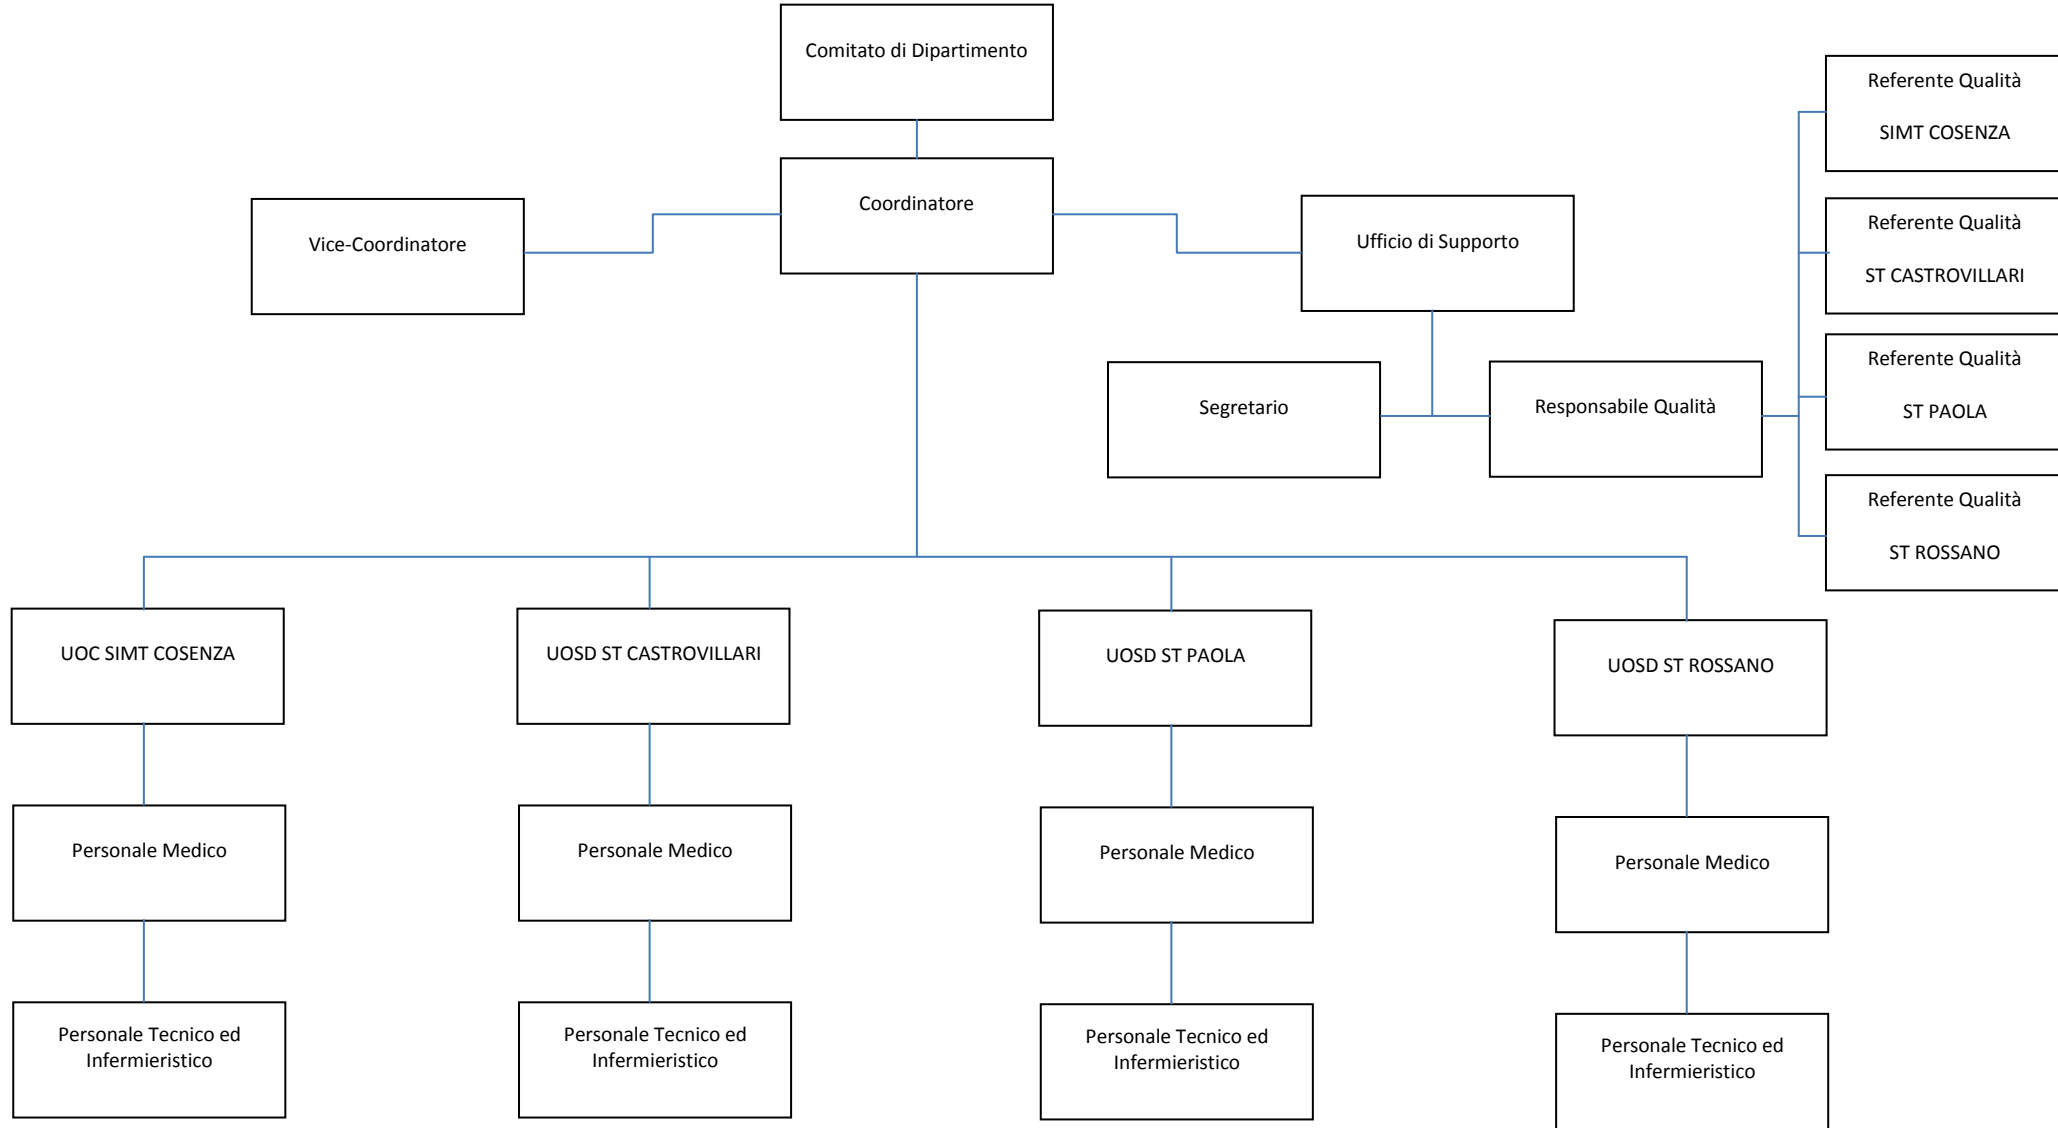 Comitato di Dipartimento
Coordinatore
Vice-Coordinatore
Ufficio di Supporto
Segretario
Responsabile Qualità
Referente Qualità
SIMT COSENZA
Referente Qualità
ST CASTROVILLARI
Referente Qualità
ST PAOLA
Referente Qualità
ST ROSSANO
UOC SIMT COSENZA
UOSD ST CASTROVILLARI
UOSD ST PAOLA
UOSD ST ROSSANO
Personale Medico
Personale Medico
Personale Medico
Personale Medico
Personale Tecnico ed
Infermieristico
Personale Tecnico ed
Infermieristico
Personale Tecnico ed
Infermieristico
Personale Tecnico ed
Infermieristico